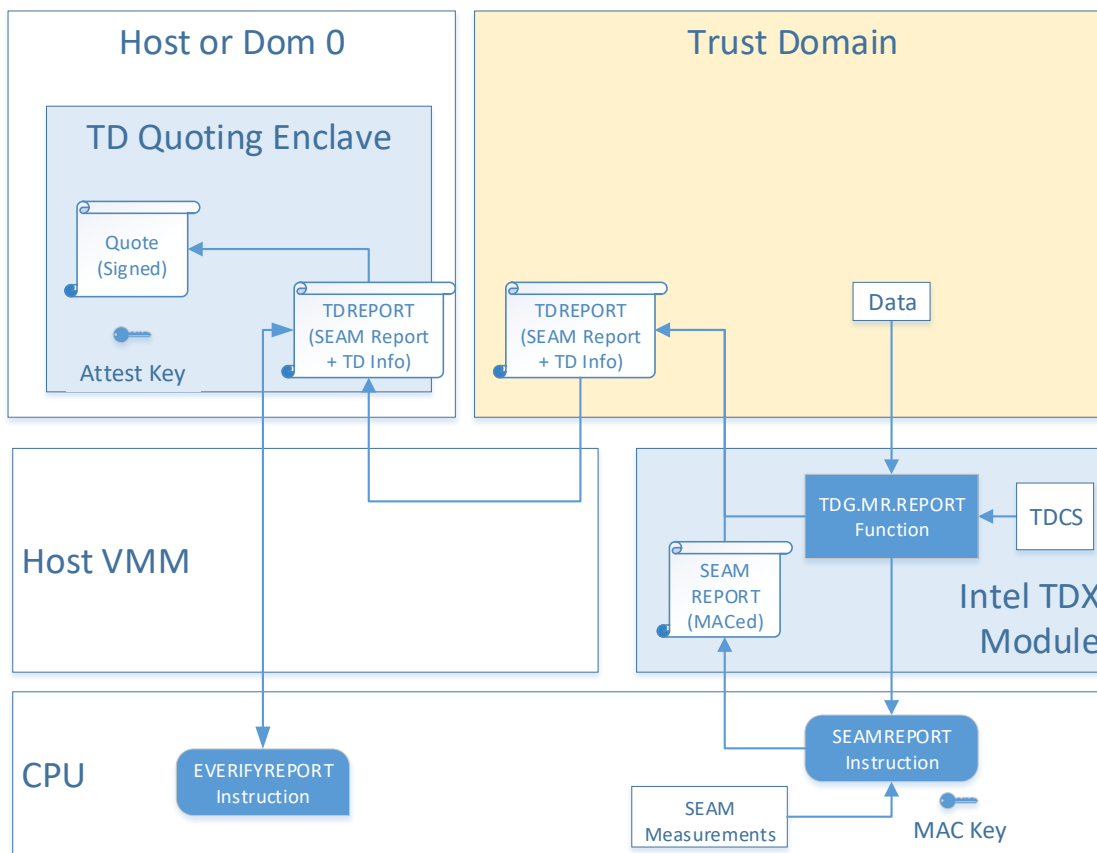 Host or Dom 0
Trust Domain
TD Quoting Enclave
Quote
(Signed)
Attest Key
TDREPORT
(SEAM Report
+ TD Info)
TDREPORT
(SEAM Report
+ TD Info)
Data
TDG.MR.REPORT
Function
TDCS
Host VMM
SEAM
REPORT
(MACed)
Intel TDX
Module
CPU
EVERIFYREPORT
Instruction
SEAMREPORT
Instruction
SEAM
Measurements
MAC Key